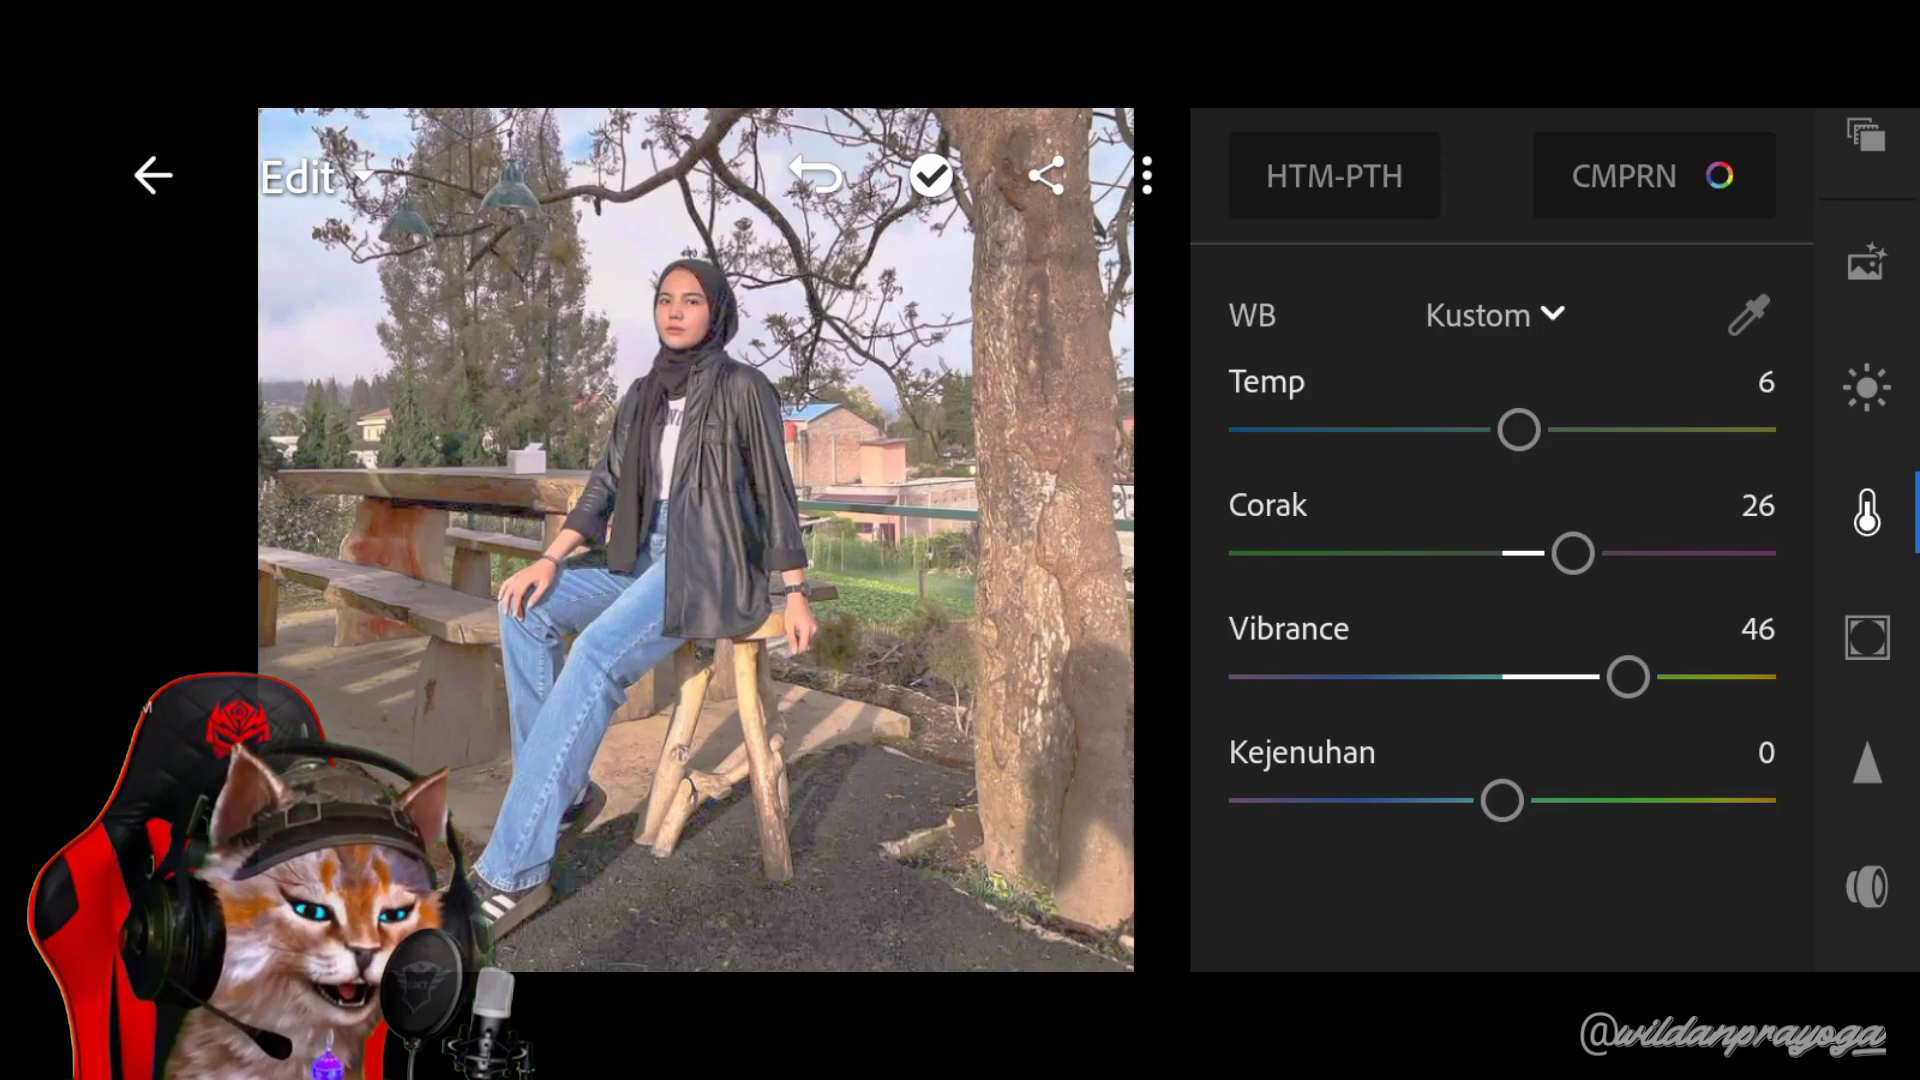 Edit
HTM-PTH
CMPRN
WB
Kustom
Temp
6
Corak
26
Vibrance
46
Kejenuhan
0
@wildanprayoga